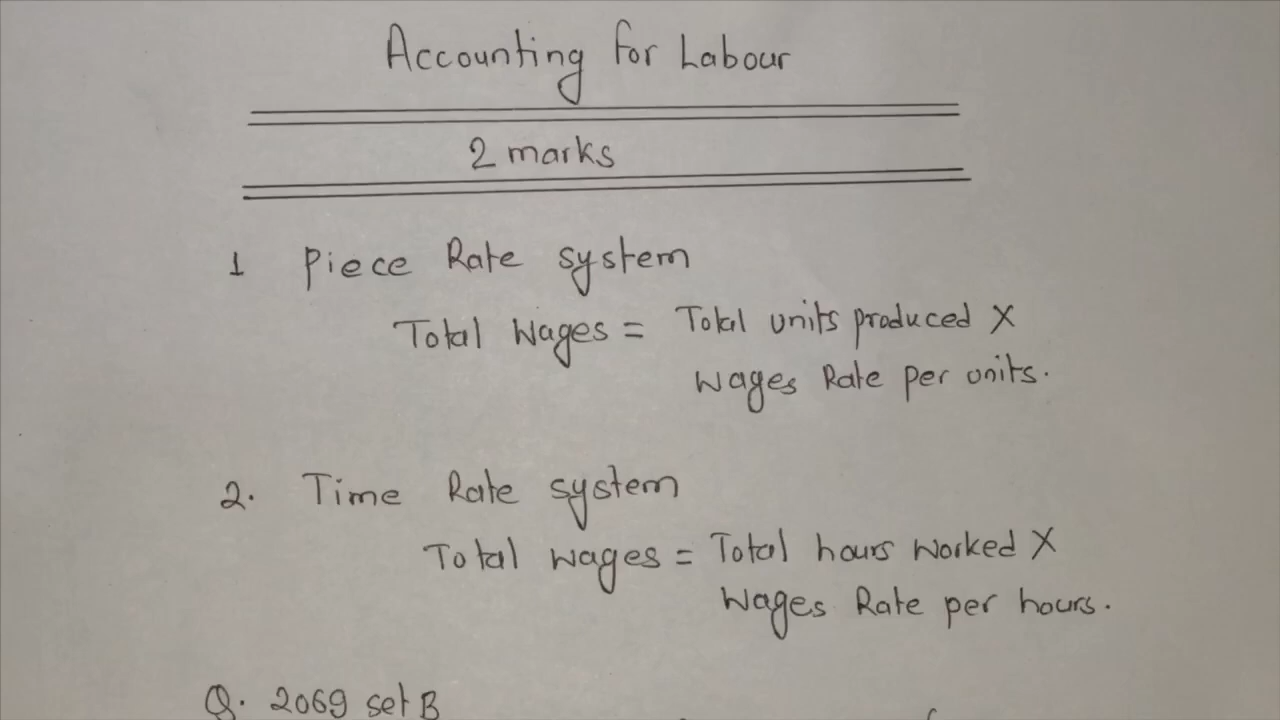 Accounting for Labour
2 marks
1 Piece Rate system
Total Wages = Total units produced X
Wages Rate per units.
2. Time Rate system
Total wages = Total hours worked X
Wages Rate per hours.
Q. 2069 set B